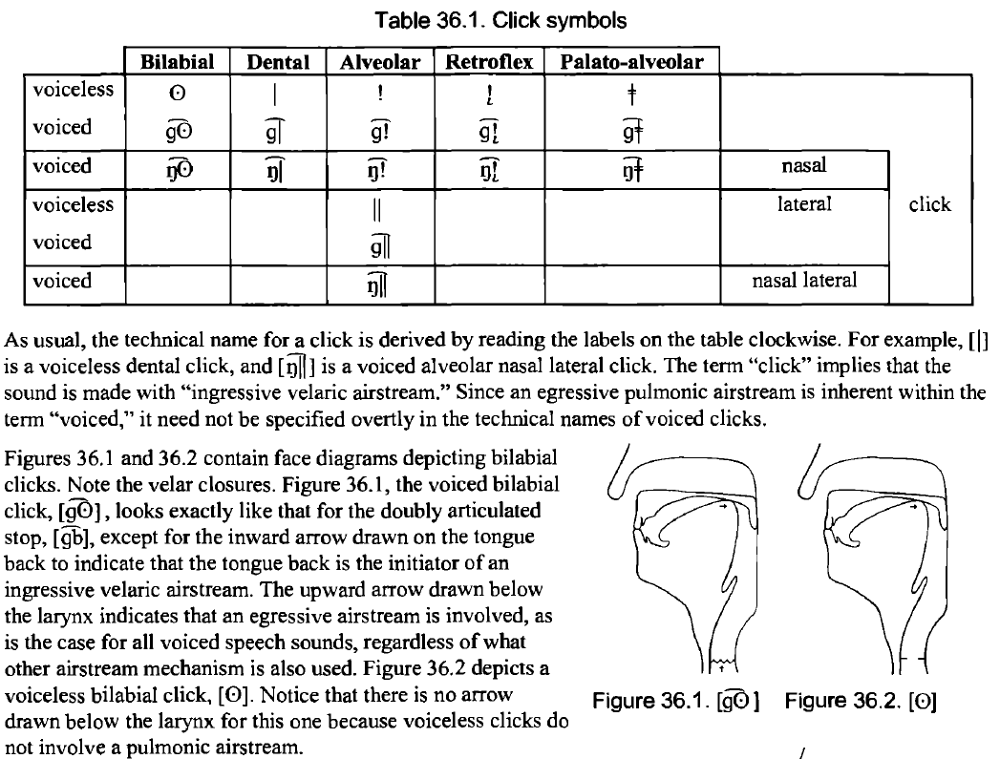 Table 36.1. Click symbols
Bilabial Dental Alveolar Retroflex Palato-alveolar
voiceless ʘ ǀ ǃ ǃ̢ ǂ
voiced g͡ʘ g͡ǀ g͡ǃ g͡ǃ̢ g͡ǂ
voiced ŋ͡ʘ ŋ͡ǀ ŋ͡ǃ ŋ͡ǃ̢ ŋ͡ǂ nasal
voiceless ǁ lateral click
voiced g͡ǁ
voiced ŋ͡ǁ nasal lateral
As usual, the technical name for a click is derived by reading the labels on the table clockwise. For example, [ǀ]
is a voiceless dental click, and [ŋ͡ǁ] is a voiced alveolar nasal lateral click. The term “click” implies that the
sound is made with “ingressive velaric airstream.” Since an egressive pulmonic airstream is inherent within the
term “voiced,” it need not be specified overtly in the technical names of voiced clicks.
Figures 36.1 and 36.2 contain face diagrams depicting bilabial
clicks. Note the velar closures. Figure 36.1, the voiced bilabial
click, [g͡ʘ], looks exactly like that for the doubly articulated
stop, [g͡b], except for the inward arrow drawn on the tongue
back to indicate that the tongue back is the initiator of an
ingressive velaric airstream. The upward arrow drawn below
the larynx indicates that an egressive airstream is involved, as
is the case for all voiced speech sounds, regardless of what
other airstream mechanism is also used. Figure 36.2 depicts a
voiceless bilabial click, [ʘ]. Notice that there is no arrow
drawn below the larynx for this one because voiceless clicks do
not involve a pulmonic airstream.
Figure 36.1. [g͡ʘ]
Figure 36.2. [ʘ]